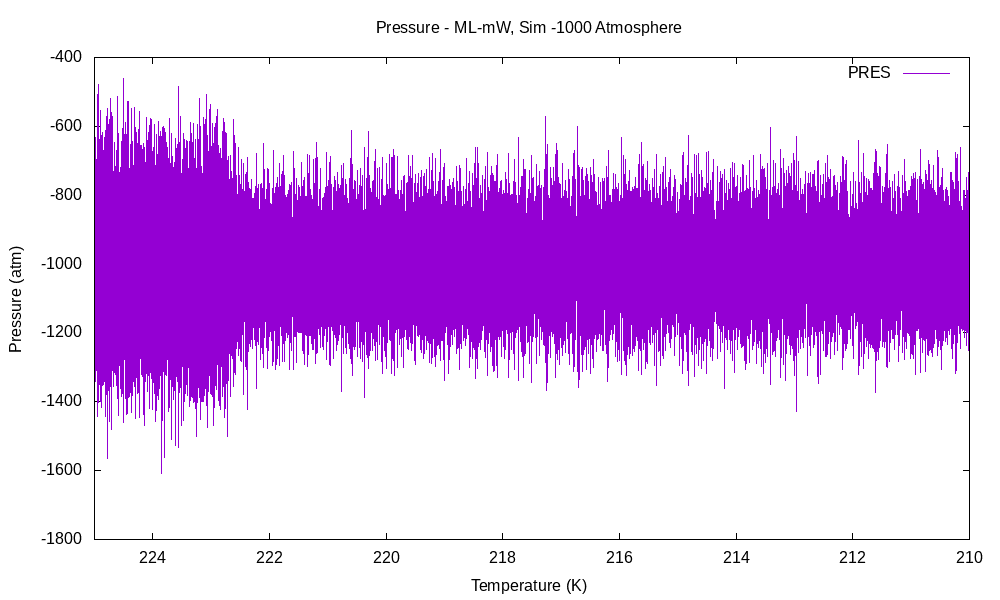 Pressure - ML-mW, Sim -1000 Atmosphere
PRES
-400
-600
-800
-1000
-1200
-1400
-1600
-1800
Pressure (atm)
224 222 220 218 216 214 212 210
Temperature (K)